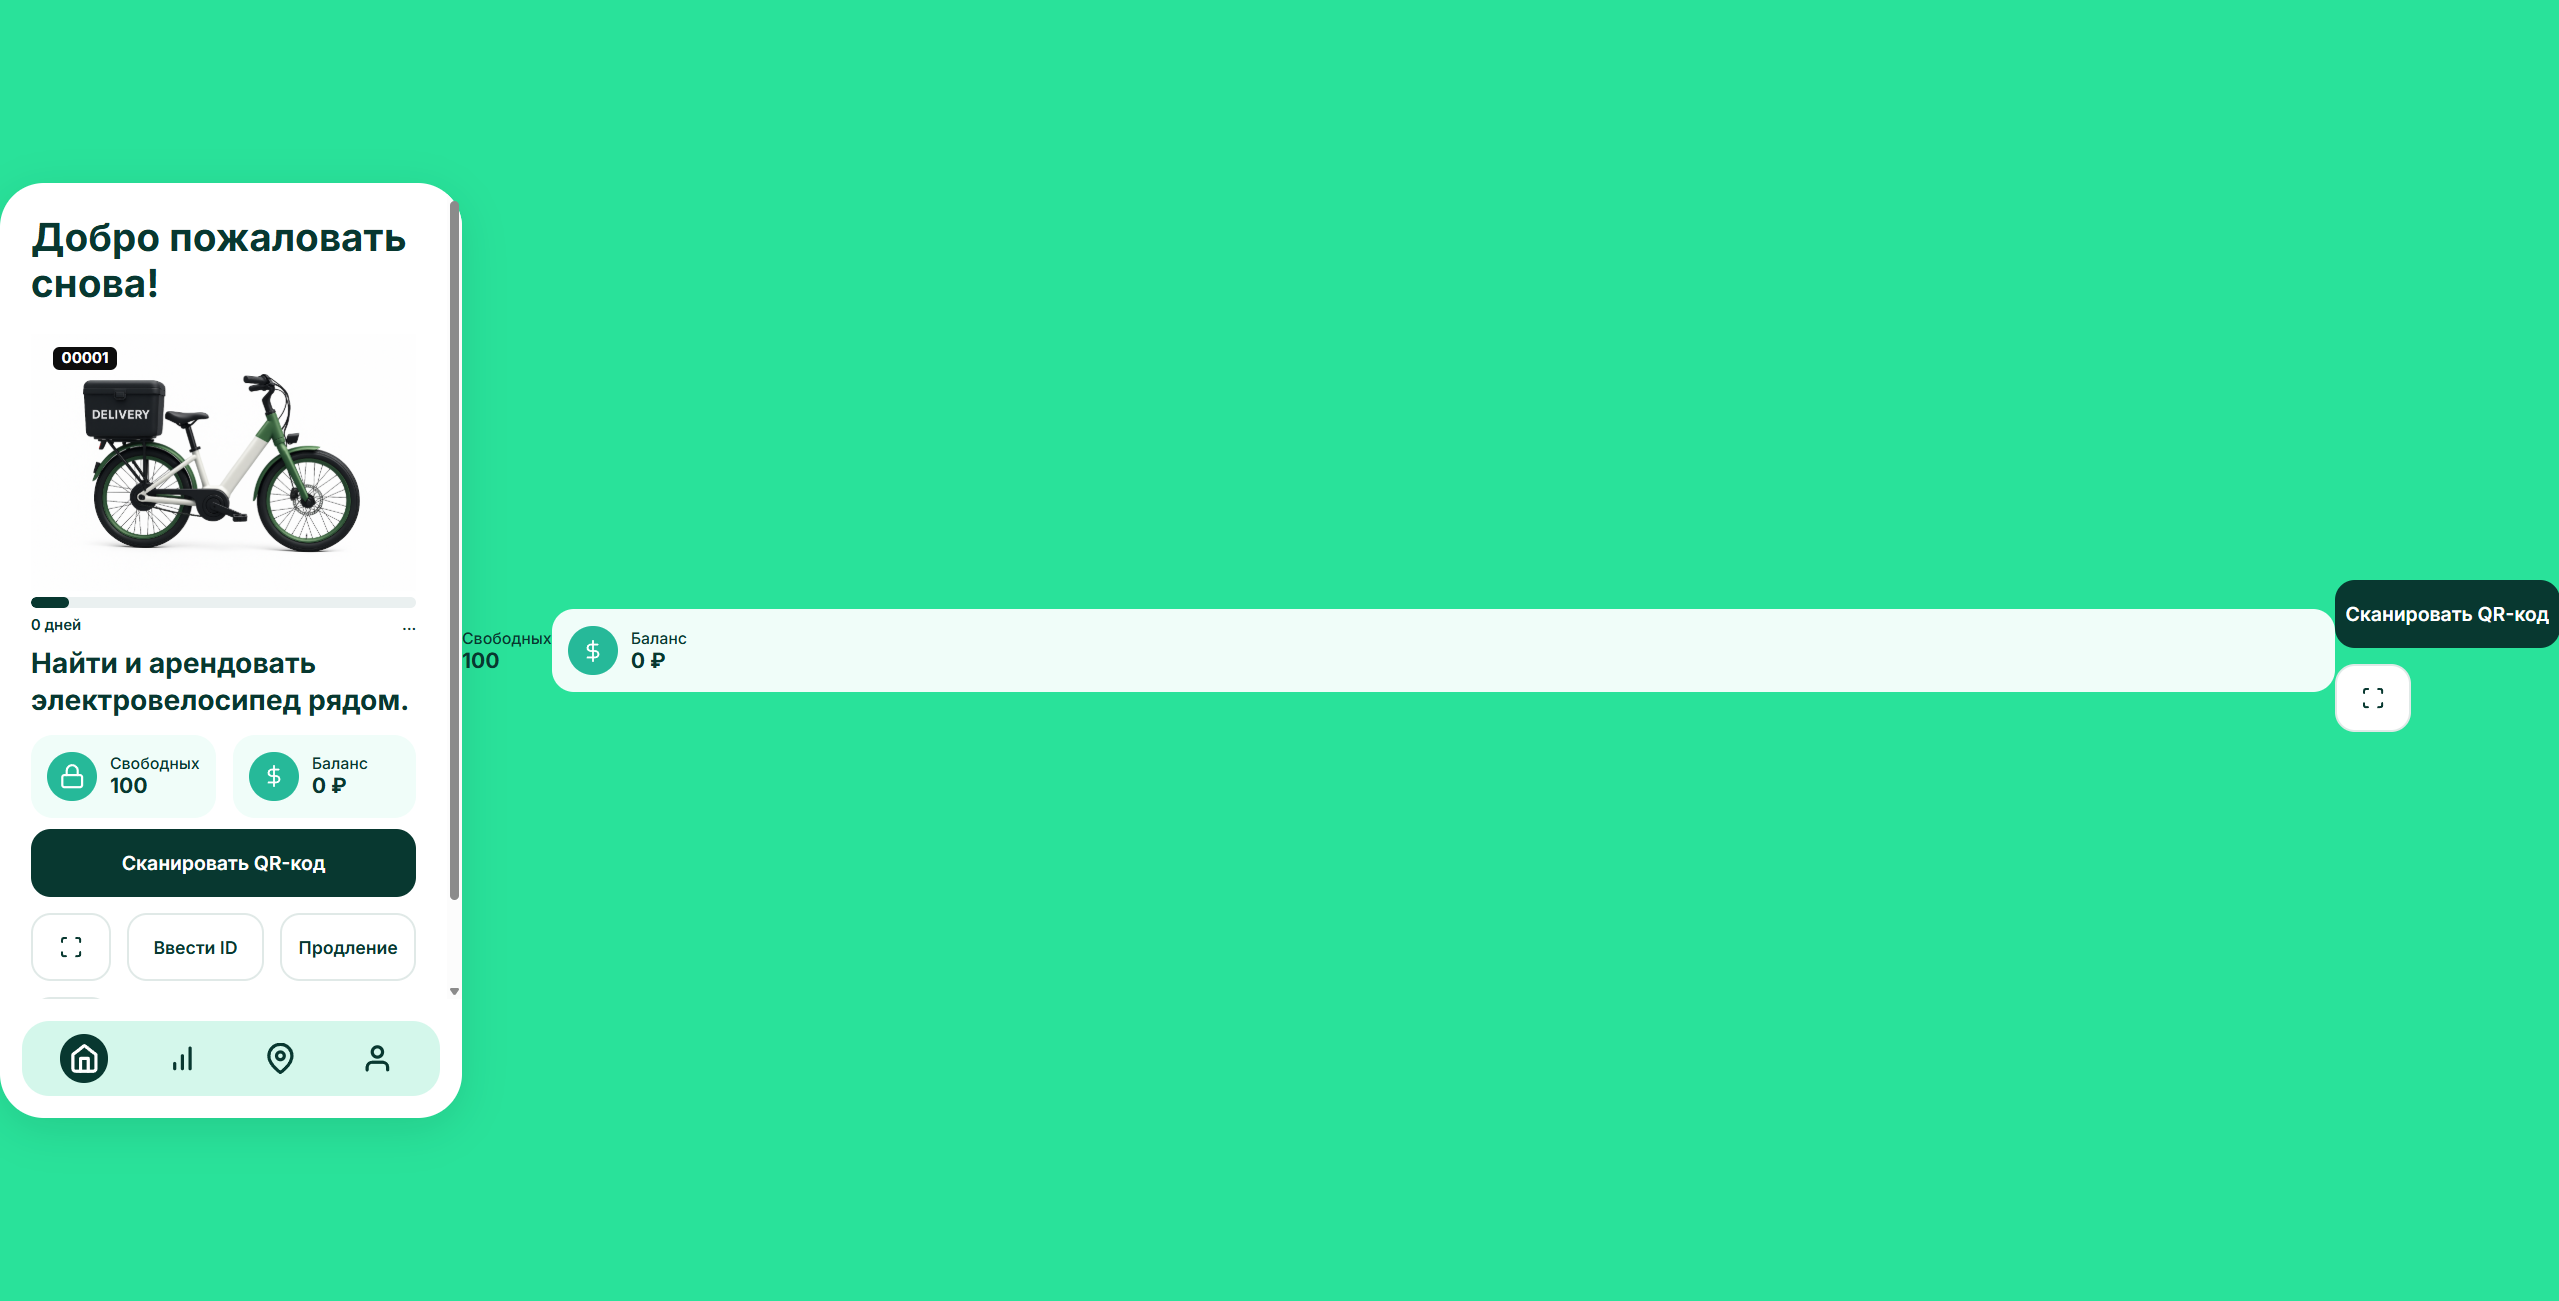 Добро пожаловать
снова!
00001
DELIVERY
0 дней
...
Найти и арендовать
электровелосипед рядом.
Свободных
100
Баланс
0 ₽
Сканировать QR-код
Ввести ID
Продление
Свободных
100
Баланс
0 ₽
Сканировать QR-код